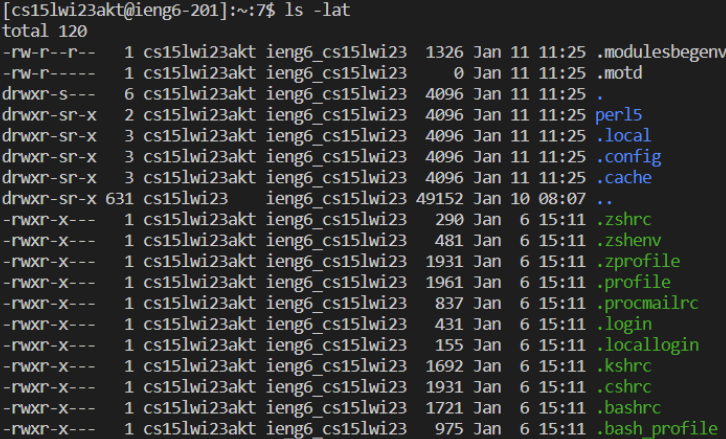 [cs15lwi23akt@ieng6-201]:~:7$ ls -lat
total 120
-rw-r--r-- 1 cs15lwi23akt ieng6_cs15lwi23 1326 Jan 11 11:25 .modulesbegenv
-rw-r----- 1 cs15lwi23akt ieng6_cs15lwi23 0 Jan 11 11:25 .motd
drwxr-s--- 6 cs15lwi23akt ieng6_cs15lwi23 4096 Jan 11 11:25 .
drwxr-sr-x 2 cs15lwi23akt ieng6_cs15lwi23 4096 Jan 11 11:25 perl5
drwxr-sr-x 3 cs15lwi23akt ieng6_cs15lwi23 4096 Jan 11 11:25 .local
drwxr-sr-x 3 cs15lwi23akt ieng6_cs15lwi23 4096 Jan 11 11:25 .config
drwxr-sr-x 3 cs15lwi23akt ieng6_cs15lwi23 4096 Jan 11 11:25 .cache
drwxr-sr-x 631 cs15lwi23 ieng6_cs15lwi23 49152 Jan 10 08:07 ..
-rwxr-x--- 1 cs15lwi23akt ieng6_cs15lwi23 290 Jan 6 15:11 .zshrc
-rwxr-x--- 1 cs15lwi23akt ieng6_cs15lwi23 481 Jan 6 15:11 .zshenv
-rwxr-x--- 1 cs15lwi23akt ieng6_cs15lwi23 1931 Jan 6 15:11 .zprofile
-rwxr-x--- 1 cs15lwi23akt ieng6_cs15lwi23 1961 Jan 6 15:11 .profile
-rwxr-x--- 1 cs15lwi23akt ieng6_cs15lwi23 837 Jan 6 15:11 .procmailrc
-rwxr-x--- 1 cs15lwi23akt ieng6_cs15lwi23 431 Jan 6 15:11 .login
-rwxr-x--- 1 cs15lwi23akt ieng6_cs15lwi23 155 Jan 6 15:11 .locallogin
-rwxr-x--- 1 cs15lwi23akt ieng6_cs15lwi23 1692 Jan 6 15:11 .kshrc
-rwxr-x--- 1 cs15lwi23akt ieng6_cs15lwi23 1931 Jan 6 15:11 .cshrc
-rwxr-x--- 1 cs15lwi23akt ieng6_cs15lwi23 1721 Jan 6 15:11 .bashrc
-rwxr-x--- 1 cs15lwi23akt ieng6_cs15lwi23 975 Jan 6 15:11 .bash_profile